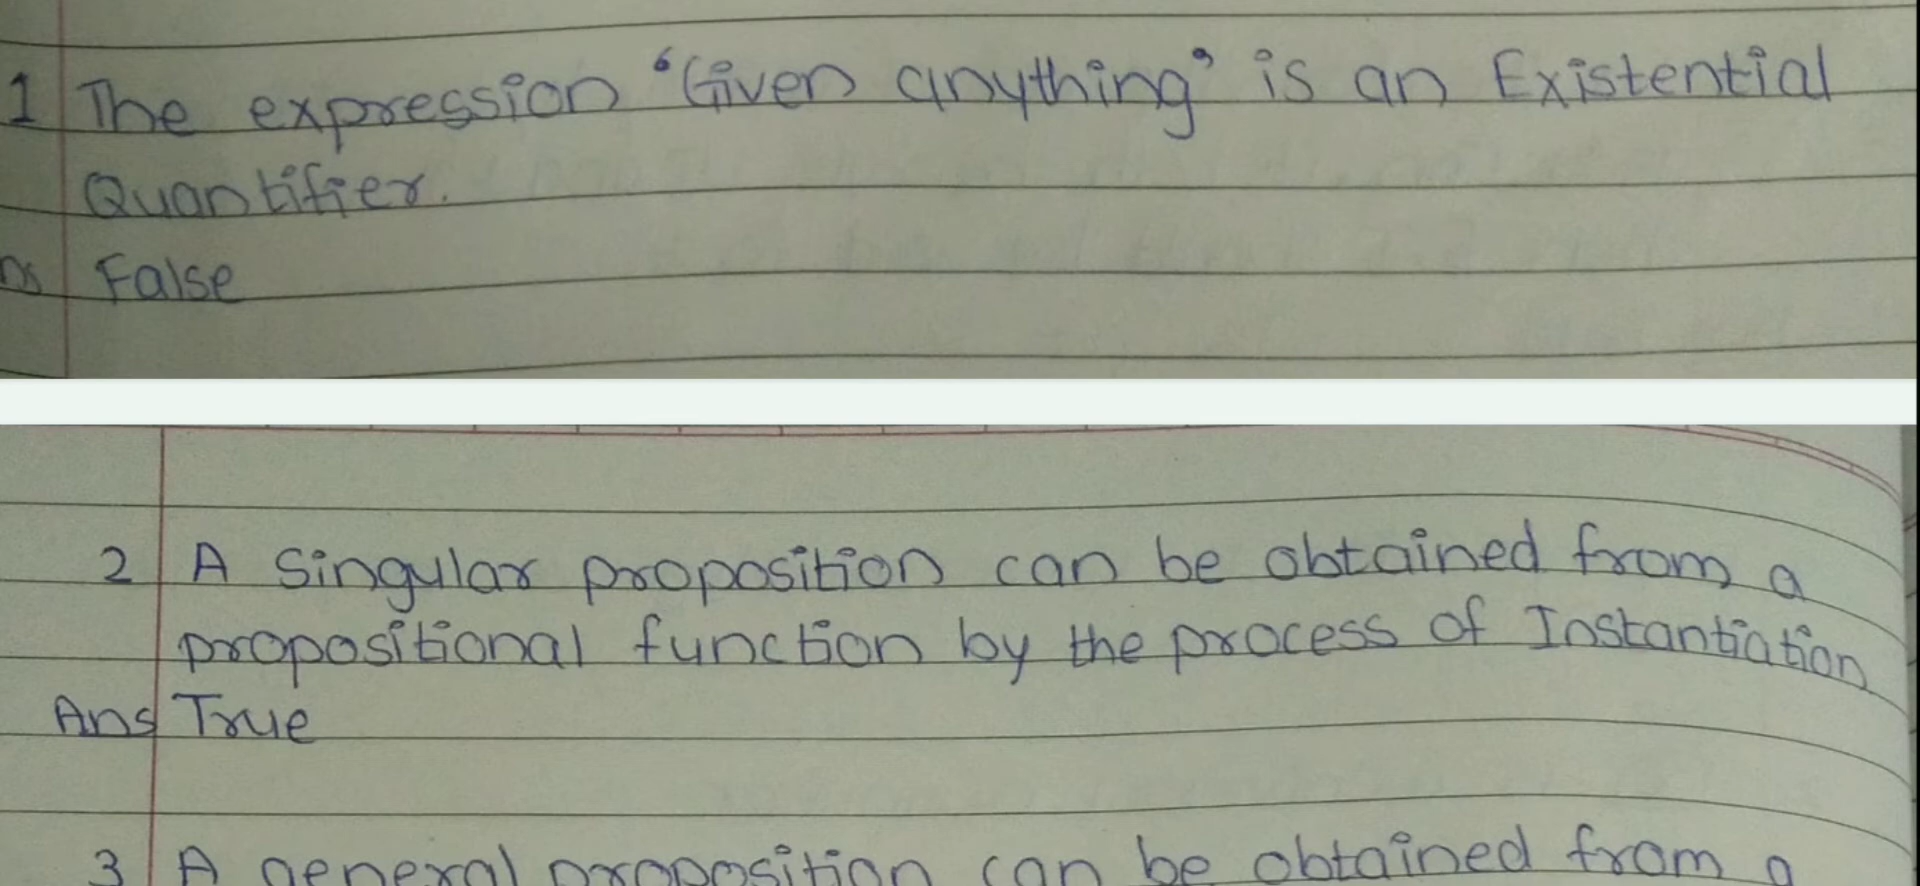 1 The expression 'Given anything' is an Existential
Quantifier.
ns False
2 A Singular proposition can be obtained from a
propositional function by the process of Instantiation
Ans True
3 A general proposition can be obtained from a